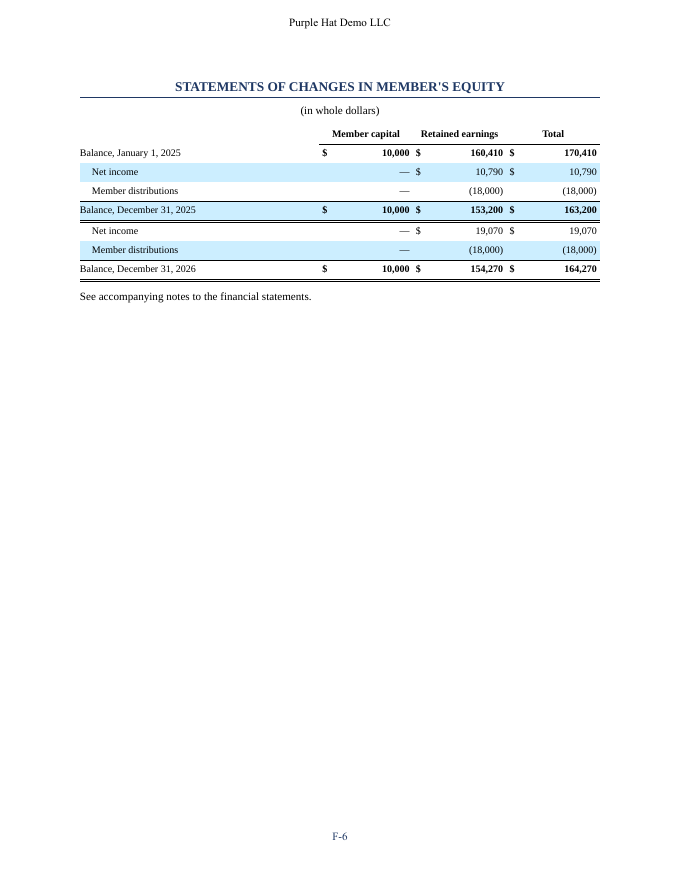 Purple Hat Demo LLC
STATEMENTS OF CHANGES IN MEMBER'S EQUITY
(in whole dollars)
Member capital Retained earnings Total
Balance, January 1, 2025 $ 10,000 $ 160,410 $ 170,410
Net income — $ 10,790 $ 10,790
Member distributions — (18,000) (18,000)
Balance, December 31, 2025 $ 10,000 $ 153,200 $ 163,200
Net income — $ 19,070 $ 19,070
Member distributions — (18,000) (18,000)
Balance, December 31, 2026 $ 10,000 $ 154,270 $ 164,270
See accompanying notes to the financial statements.
F-6